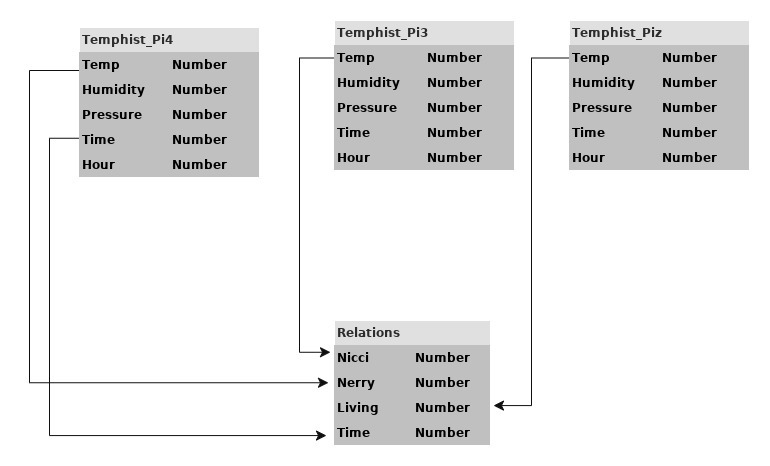 Temphist_Pi4
Temp Number
Humidity Number
Pressure Number
Time Number
Hour Number
Temphist_Pi3
Temp Number
Humidity Number
Pressure Number
Time Number
Hour Number
Temphist_Piz
Temp Number
Humidity Number
Pressure Number
Time Number
Hour Number
Relations
Nicci Number
Nerry Number
Living Number
Time Number